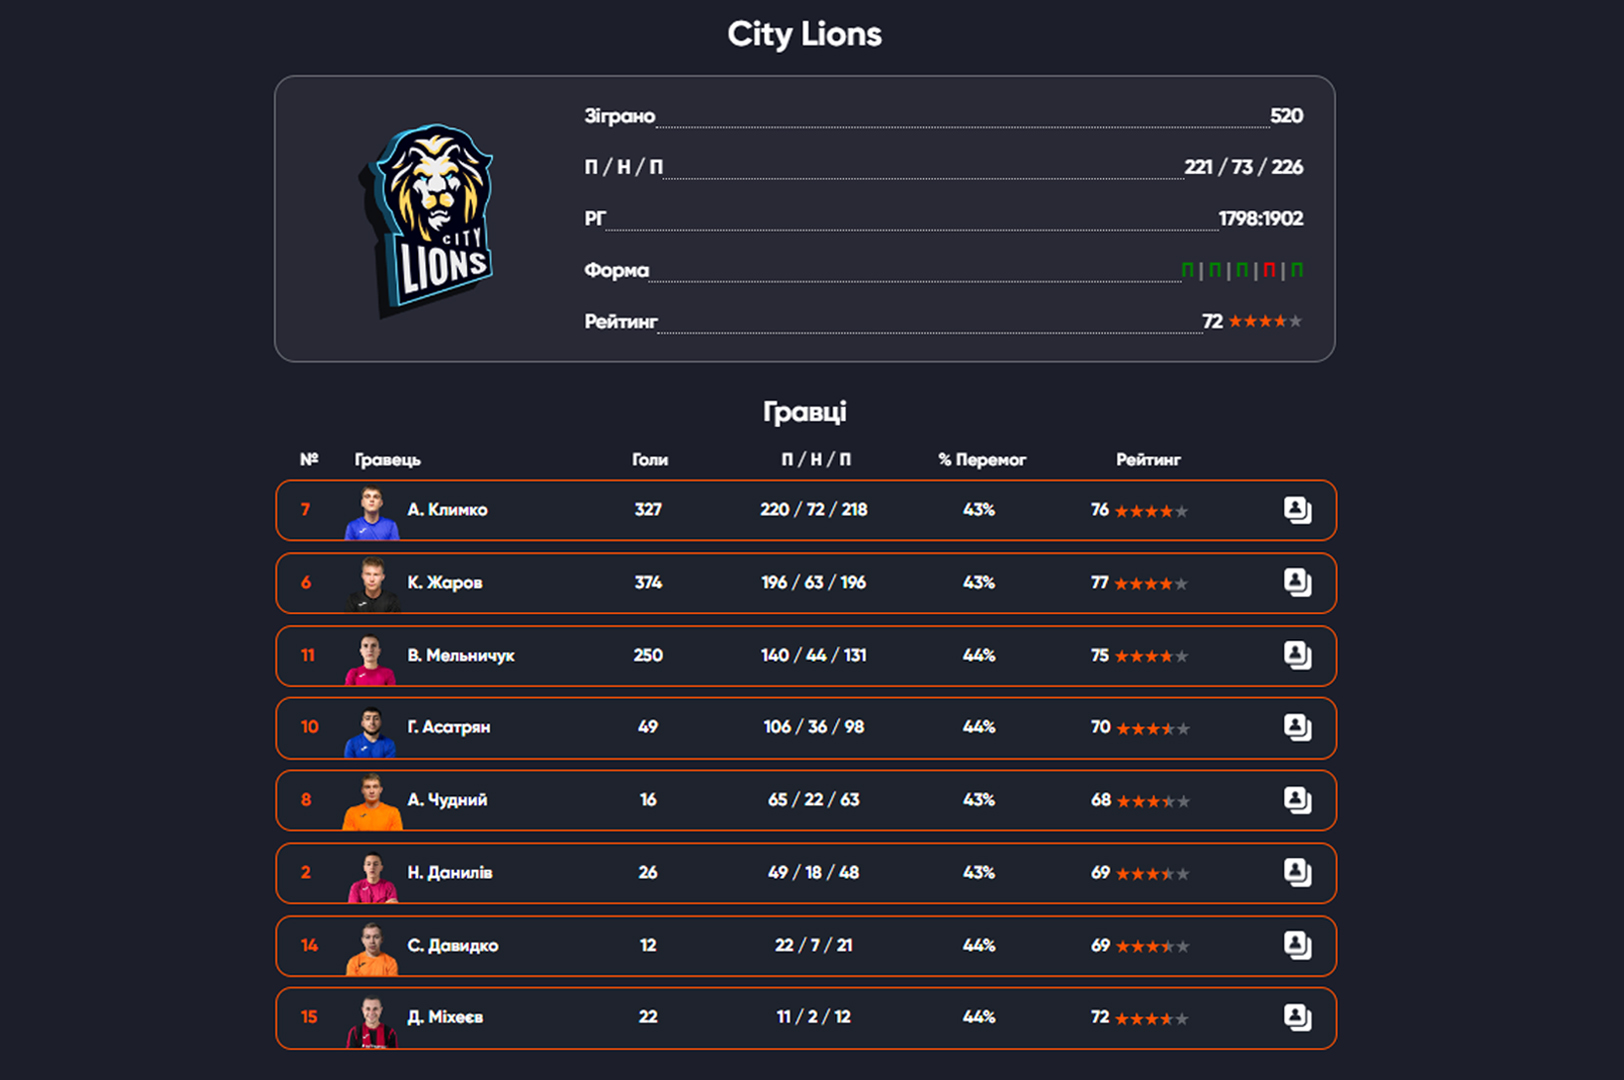 City Lions
CITY
LIONS
Зіграно 520
П / Н / П 221 / 73 / 226
РГ 1798:1902
Форма П | П | П | П | П
Рейтинг 72
Гравці
№ Гравець Голи П / Н / П % Перемог Рейтинг
7 А. Климко 327 220 / 72 / 218 43% 76
6 К. Жаров 374 196 / 63 / 196 43% 77
11 В. Мельничук 250 140 / 44 / 131 44% 75
10 Г. Асатрян 49 106 / 36 / 98 44% 70
8 А. Чудний 16 65 / 22 / 63 43% 68
2 Н. Данилів 26 49 / 18 / 48 43% 69
14 С. Давидко 12 22 / 7 / 21 44% 69
15 Д. Міхеєв 22 11 / 2 / 12 44% 72